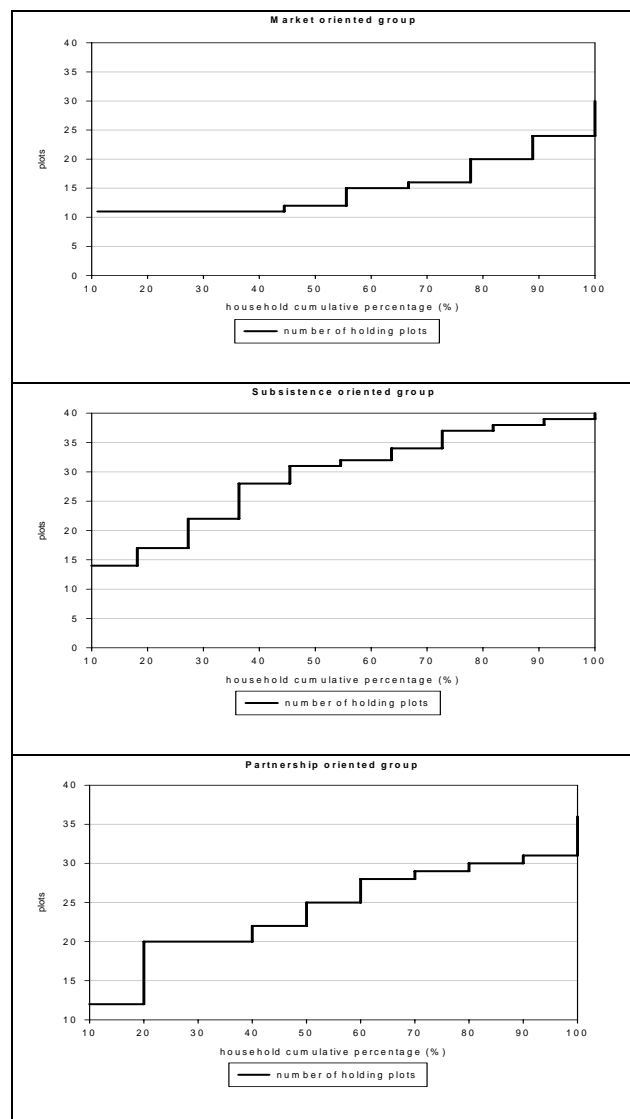 Market oriented group
40
35
30
25
20
15
10
5
0
plots
10 20 30 40 50 60 70 80 90 100
household cumulative percentage (%)
number of holding plots
Subsistence oriented group
40
35
30
25
20
15
10
5
0
plots
10 20 30 40 50 60 70 80 90 100
household cumulative percentage (%)
number of holding plots
Partnership oriented group
40
35
30
25
20
15
10
plots
10 20 30 40 50 60 70 80 90 100
household cumulative percentage (%)
number of holding plots